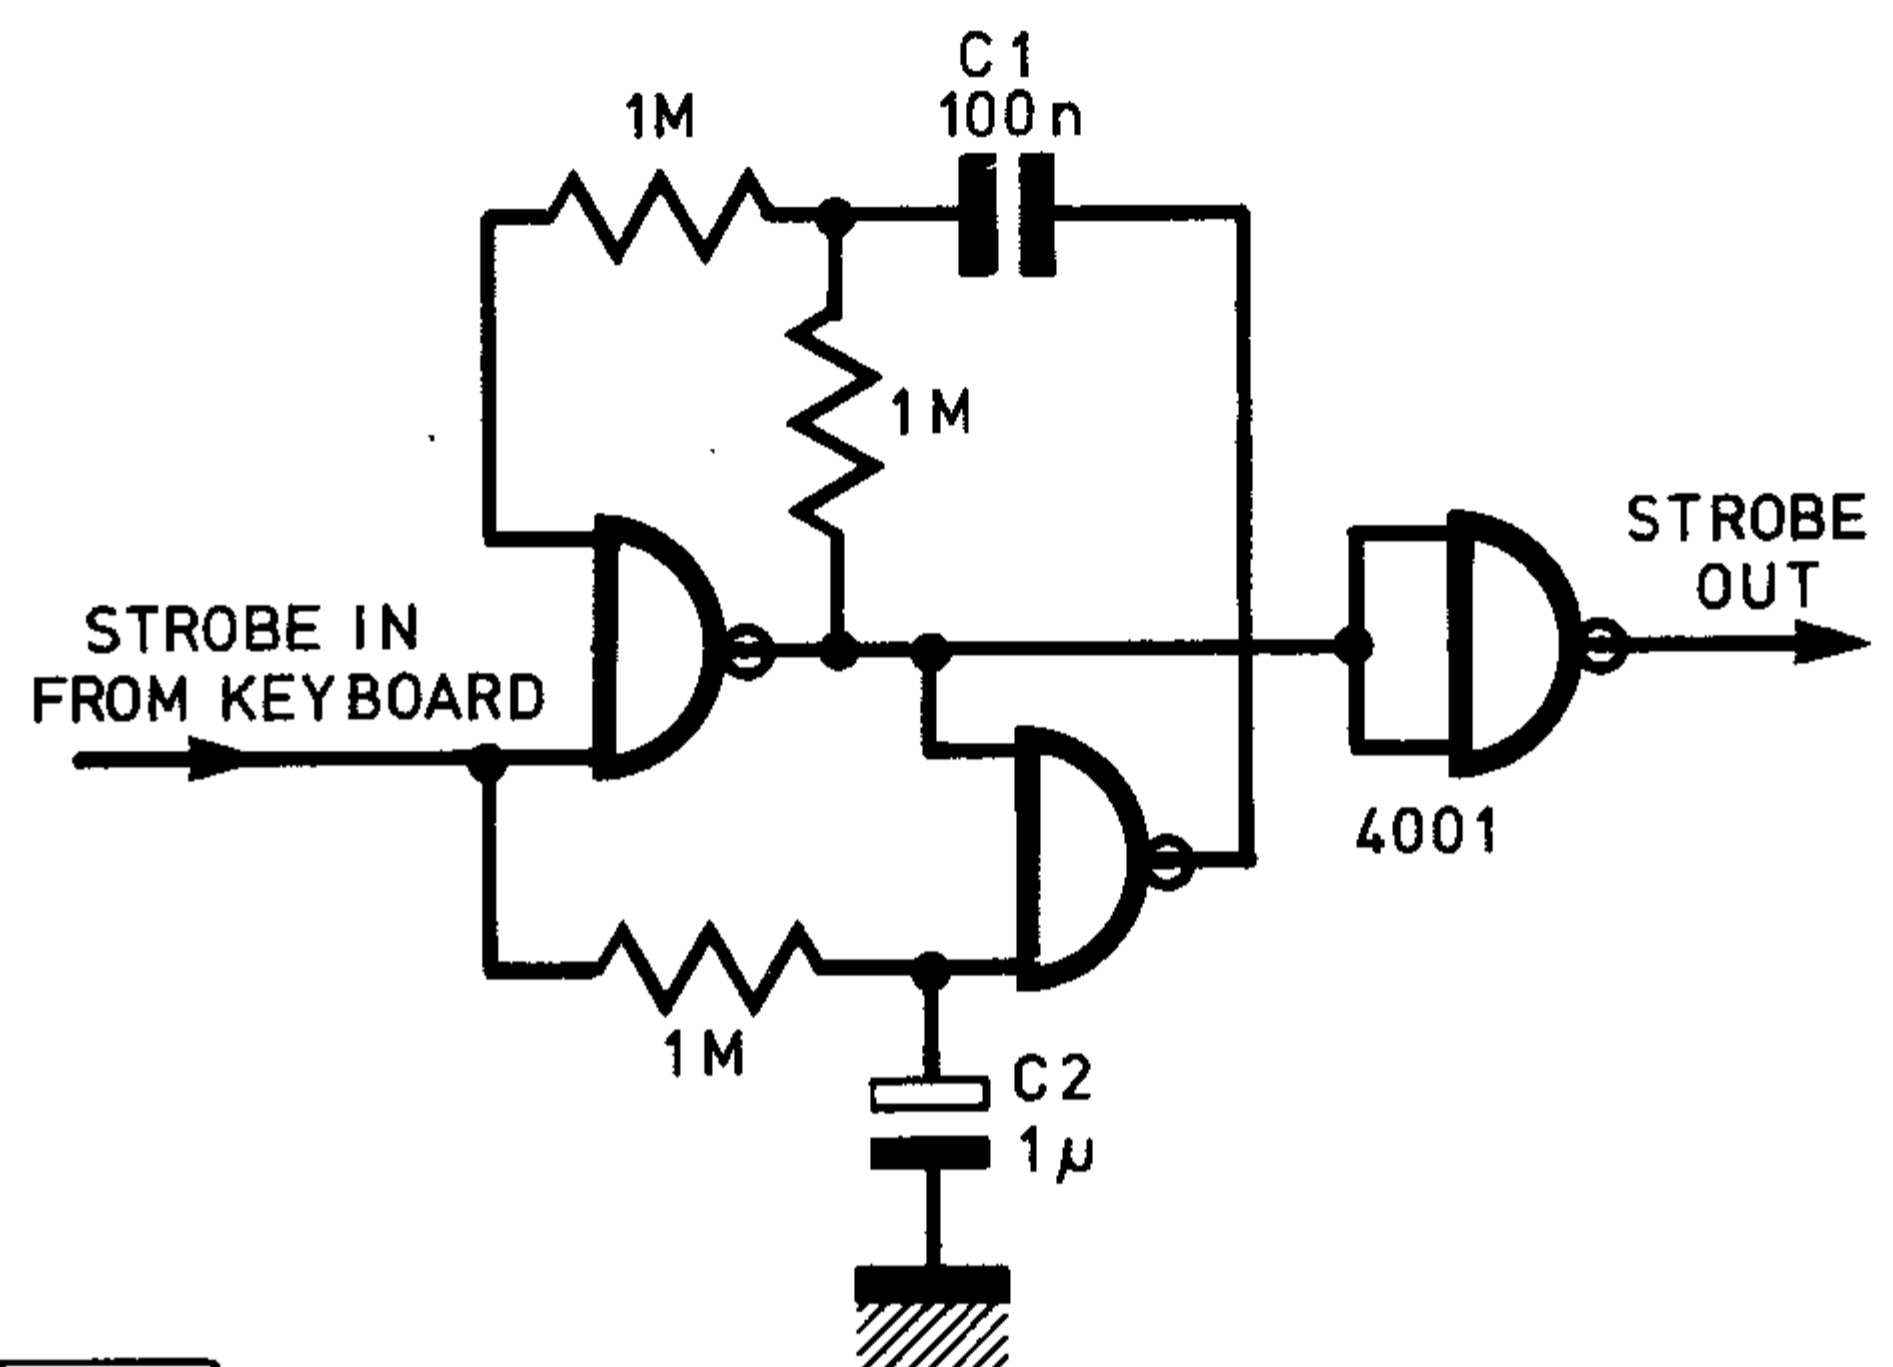 C1
100n
1M
1M
STROBE
OUT
STROBE IN
FROM KEYBOARD
4001
1M
C2
1μ